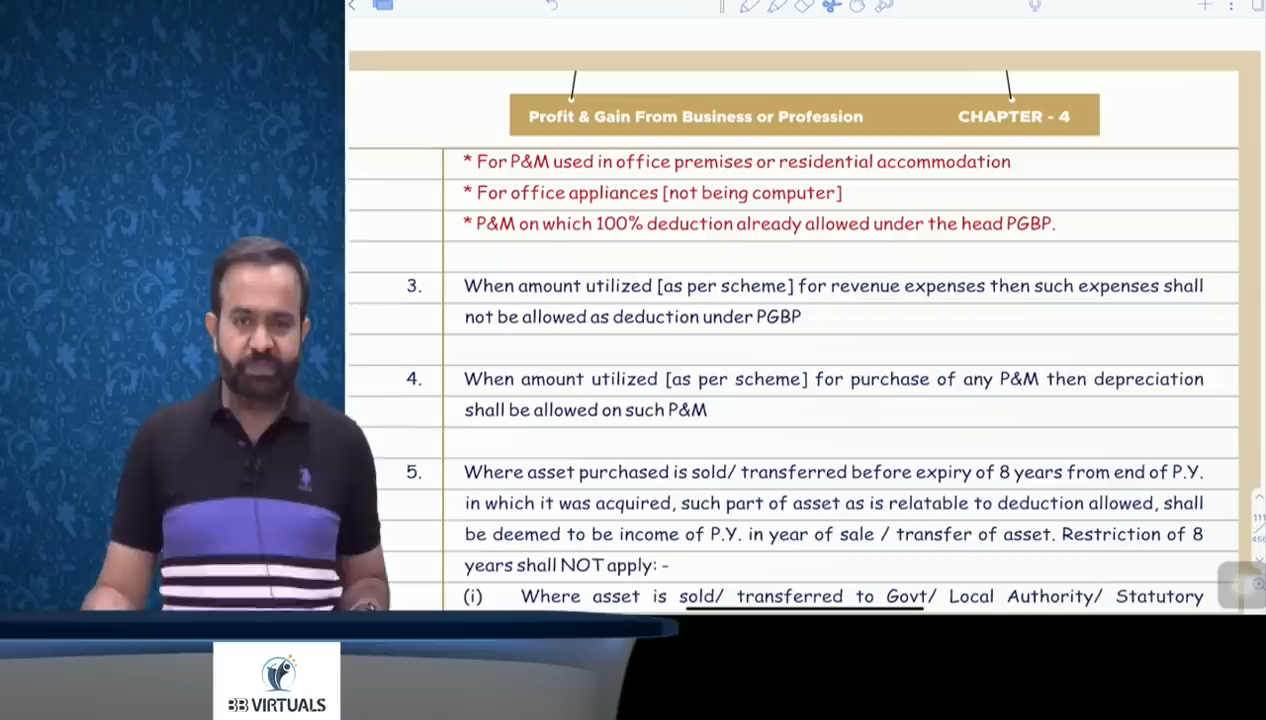 Profit & Gain From Business or Profession CHAPTER - 4
* For P&M used in office premises or residential accommodation
* For office appliances [not being computer]
* P&M on which 100% deduction already allowed under the head PGBP.
3. When amount utilized [as per scheme] for revenue expenses then such expenses shall
not be allowed as deduction under PGBP
4. When amount utilized [as per scheme] for purchase of any P&M then depreciation
shall be allowed on such P&M
5. Where asset purchased is sold/ transferred before expiry of 8 years from end of P.Y.
in which it was acquired, such part of asset as is relatable to deduction allowed, shall
be deemed to be income of P.Y. in year of sale / transfer of asset. Restriction of 8
years shall NOT apply: -
(i) Where asset is sold/ transferred to Govt/ Local Authority/ Statutory
111
456
BB VIRTUALS